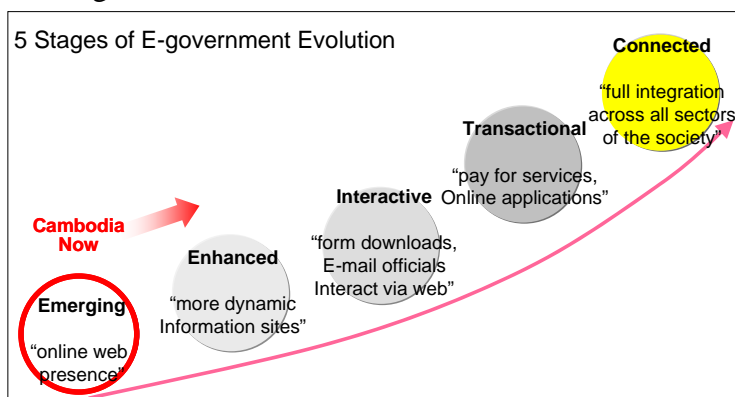 5 Stages of E-government Evolution
Connected
“full integration
across all sectors
of the society”
Transactional
“pay for services,
Online applications”
Interactive
“form downloads,
E-mail officials
Interact via web”
Cambodia
Now
Enhanced
“more dynamic
Information sites”
Emerging
“online web
presence”